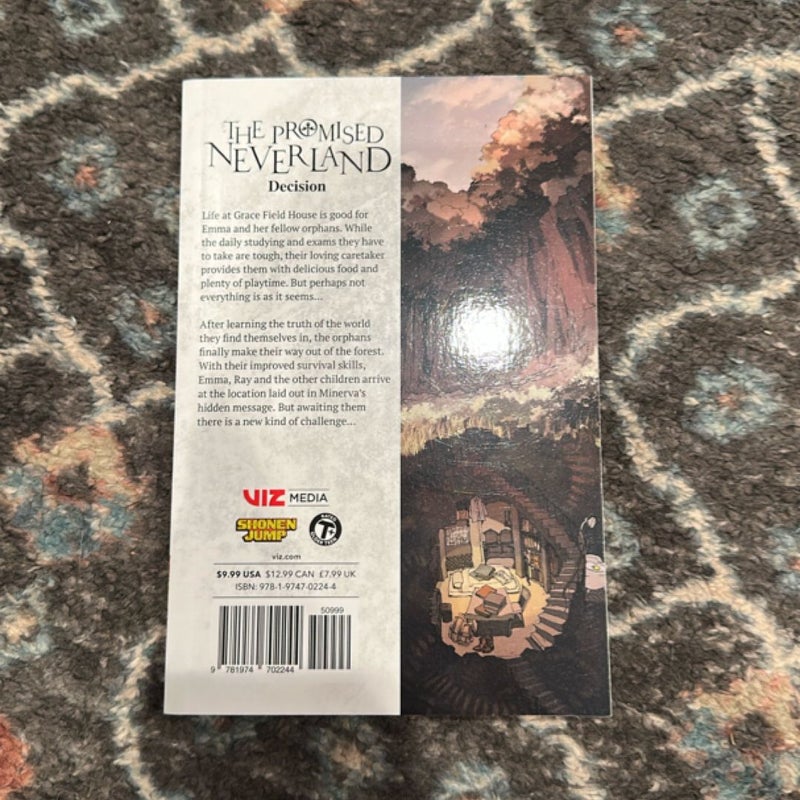 THE PROMISED
NEVERLAND
Decision
Life at Grace Field House is good for
Emma and her fellow orphans. While
the daily studying and exams they have
to take are tough, their loving caretaker
provides them with delicious food and
plenty of playtime. But perhaps not
everything is as it seems...
After learning the truth of the world
they find themselves in, the orphans
finally make their way out of the forest.
With their improved survival skills,
Emma, Ray and the other children arrive
at the location laid out in Minerva's
hidden message. But awaiting them
there is a new kind of challenge...
VIZ MEDIA
SHONEN
JUMP
RATED
T+
OLDER TEEN
viz.com
$9.99 USA $12.99 CAN £7.99 UK
ISBN: 978-1-9747-0224-4
50999
9 781974 702244